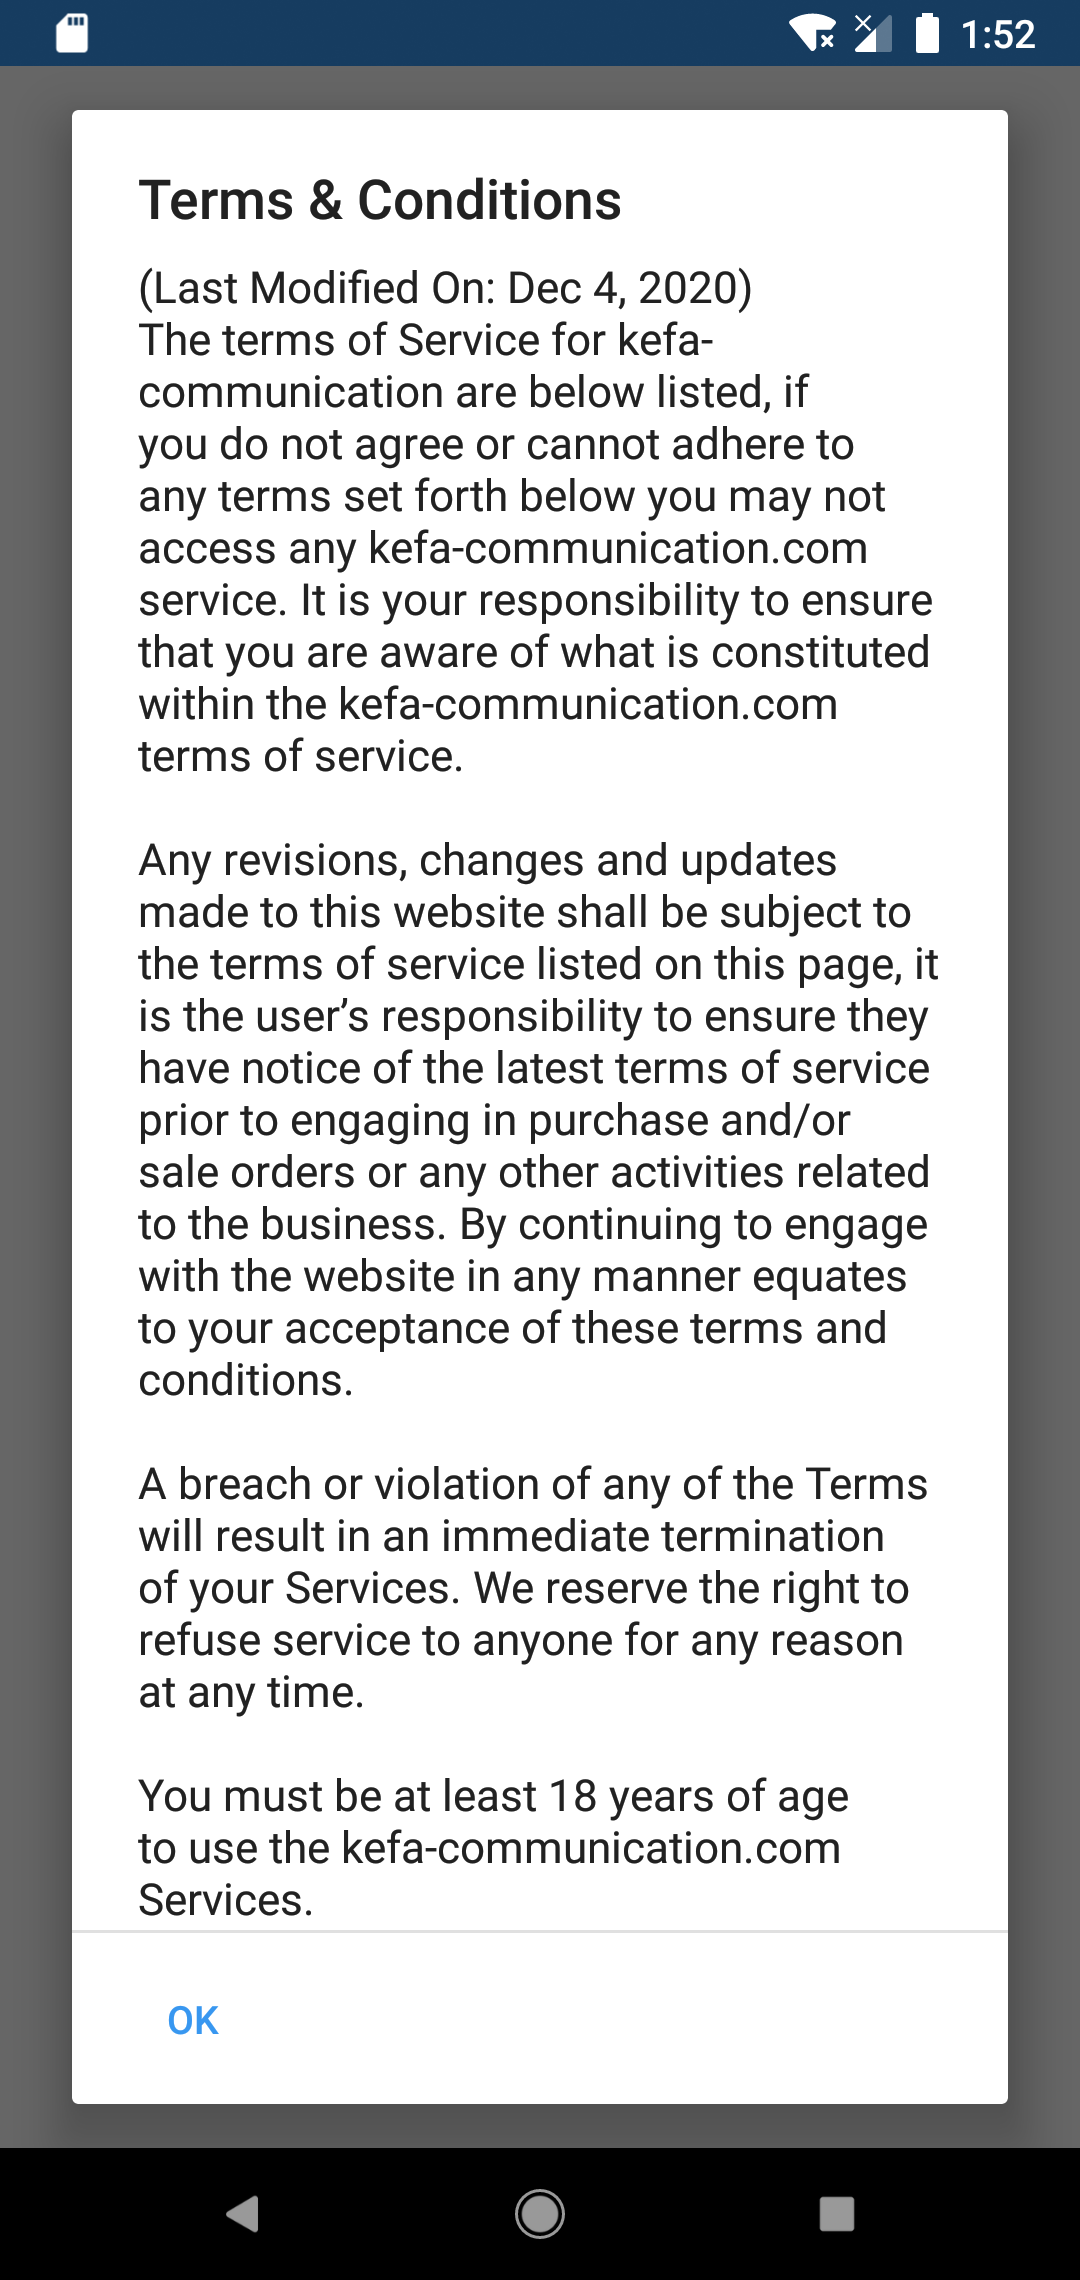 1:52
Terms & Conditions
(Last Modified On: Dec 4, 2020)
The terms of Service for kefa-
communication are below listed, if
you do not agree or cannot adhere to
any terms set forth below you may not
access any kefa-communication.com
service. It is your responsibility to ensure
that you are aware of what is constituted
within the kefa-communication.com
terms of service.
Any revisions, changes and updates
made to this website shall be subject to
the terms of service listed on this page, it
is the user’s responsibility to ensure they
have notice of the latest terms of service
prior to engaging in purchase and/or
sale orders or any other activities related
to the business. By continuing to engage
with the website in any manner equates
to your acceptance of these terms and
conditions.
A breach or violation of any of the Terms
will result in an immediate termination
of your Services. We reserve the right to
refuse service to anyone for any reason
at any time.
You must be at least 18 years of age
to use the kefa-communication.com
Services.
OK